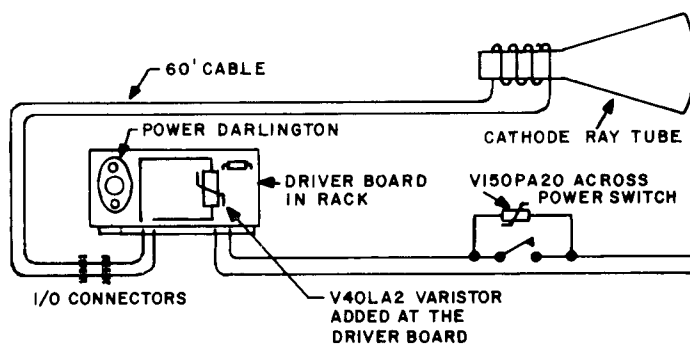 60' CABLE
POWER DARLINGTON
CATHODE RAY TUBE
DRIVER BOARD
IN RACK
V150PA20 ACROSS
POWER SWITCH
I/O CONNECTORS
V40LA2 VARISTOR
ADDED AT THE
DRIVER BOARD